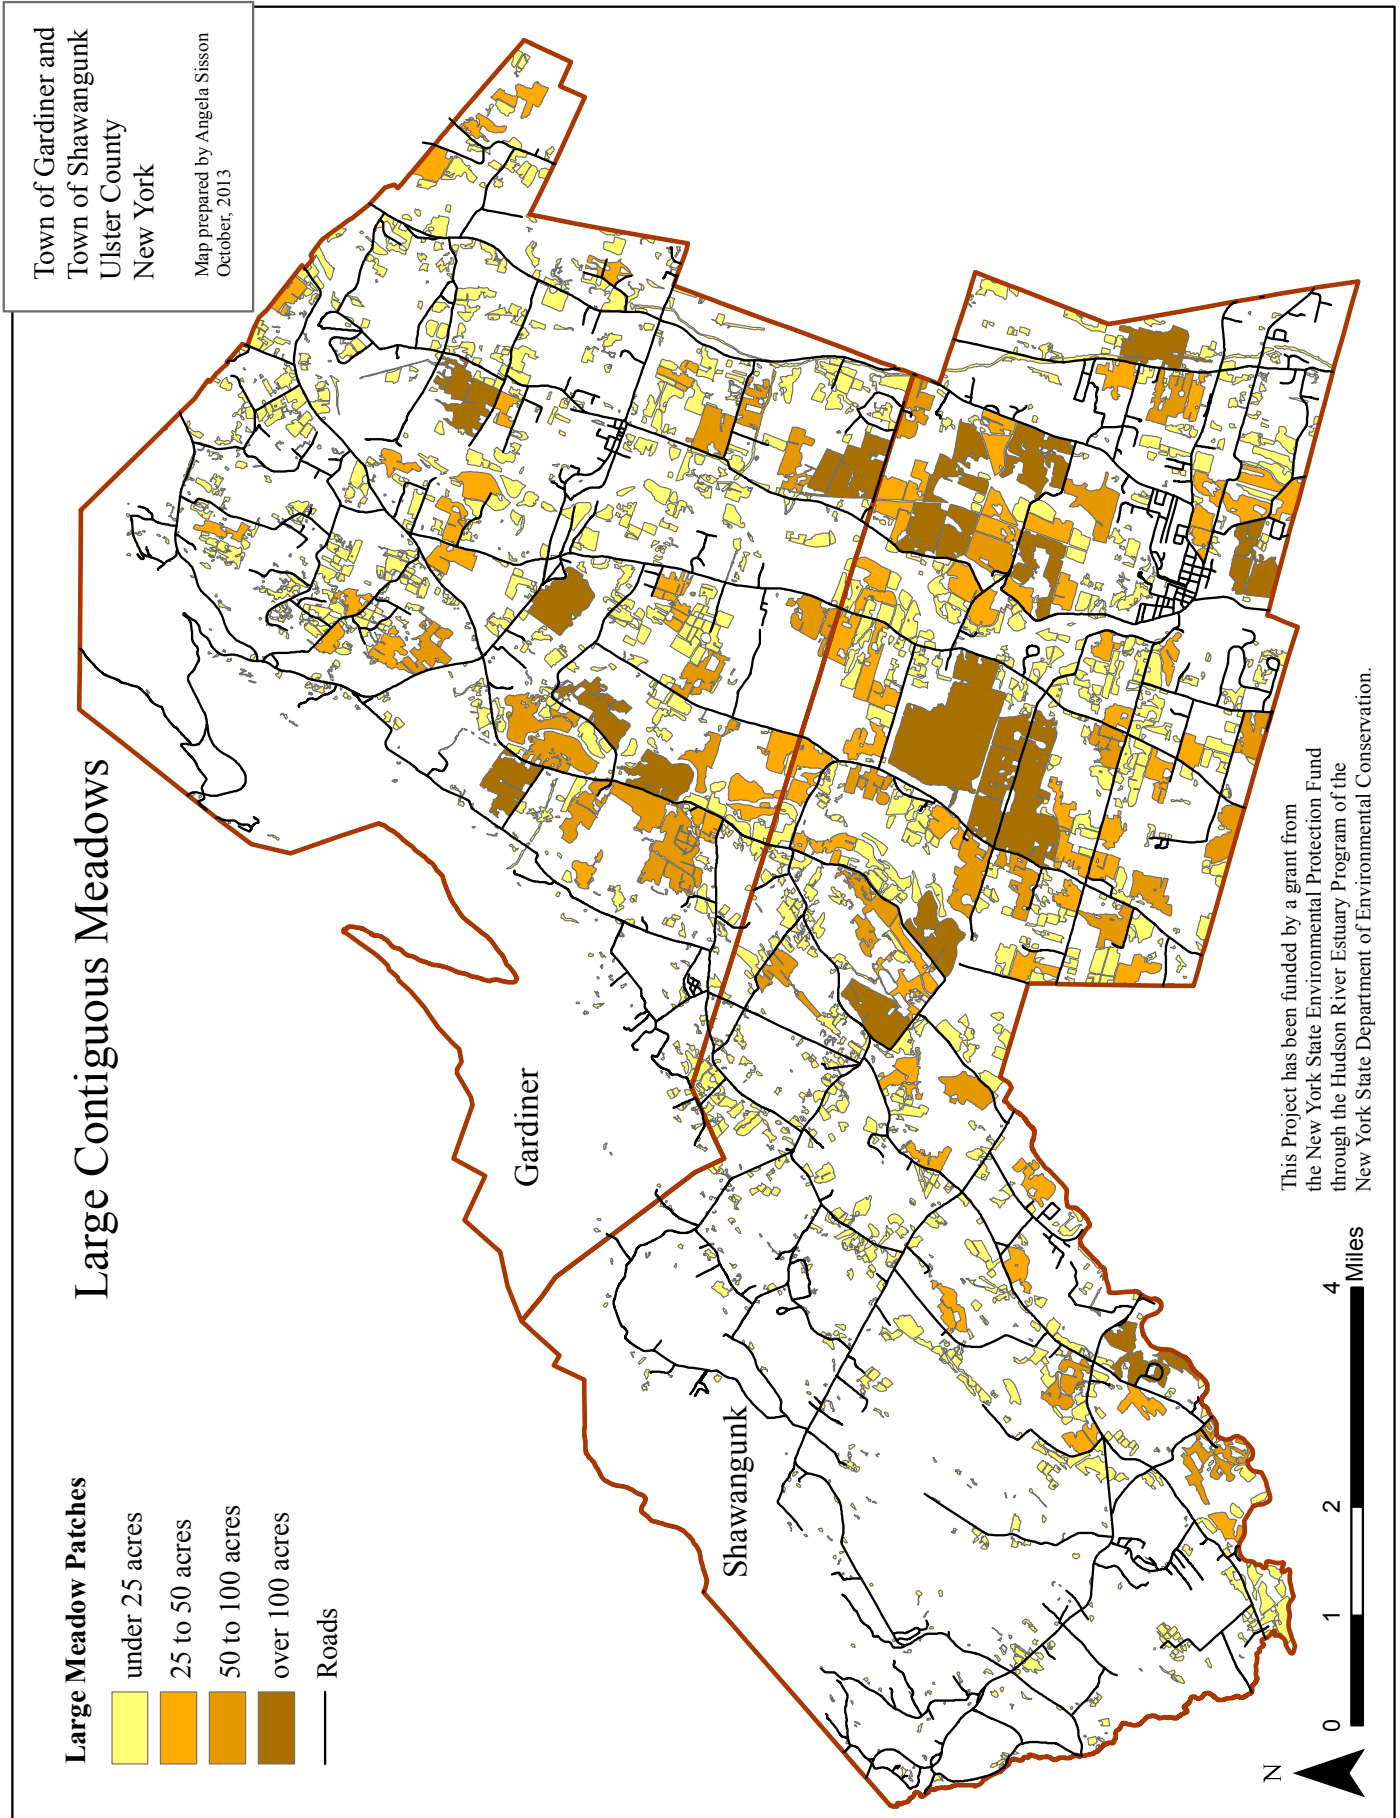 Large Contiguous Meadows
Town of Gardiner and
Town of Shawangunk
Ulster County
New York
Map prepared by Angela Sisson
October, 2013
Large Meadow Patches
under 25 acres
25 to 50 acres
50 to 100 acres
over 100 acres
Roads
Gardiner
Shawangunk
N
0 1 2 4
Miles
This Project has been funded by a grant from
the New York State Environmental Protection Fund
through the Hudson River Estuary Program of the
New York State Department of Environmental Conservation.